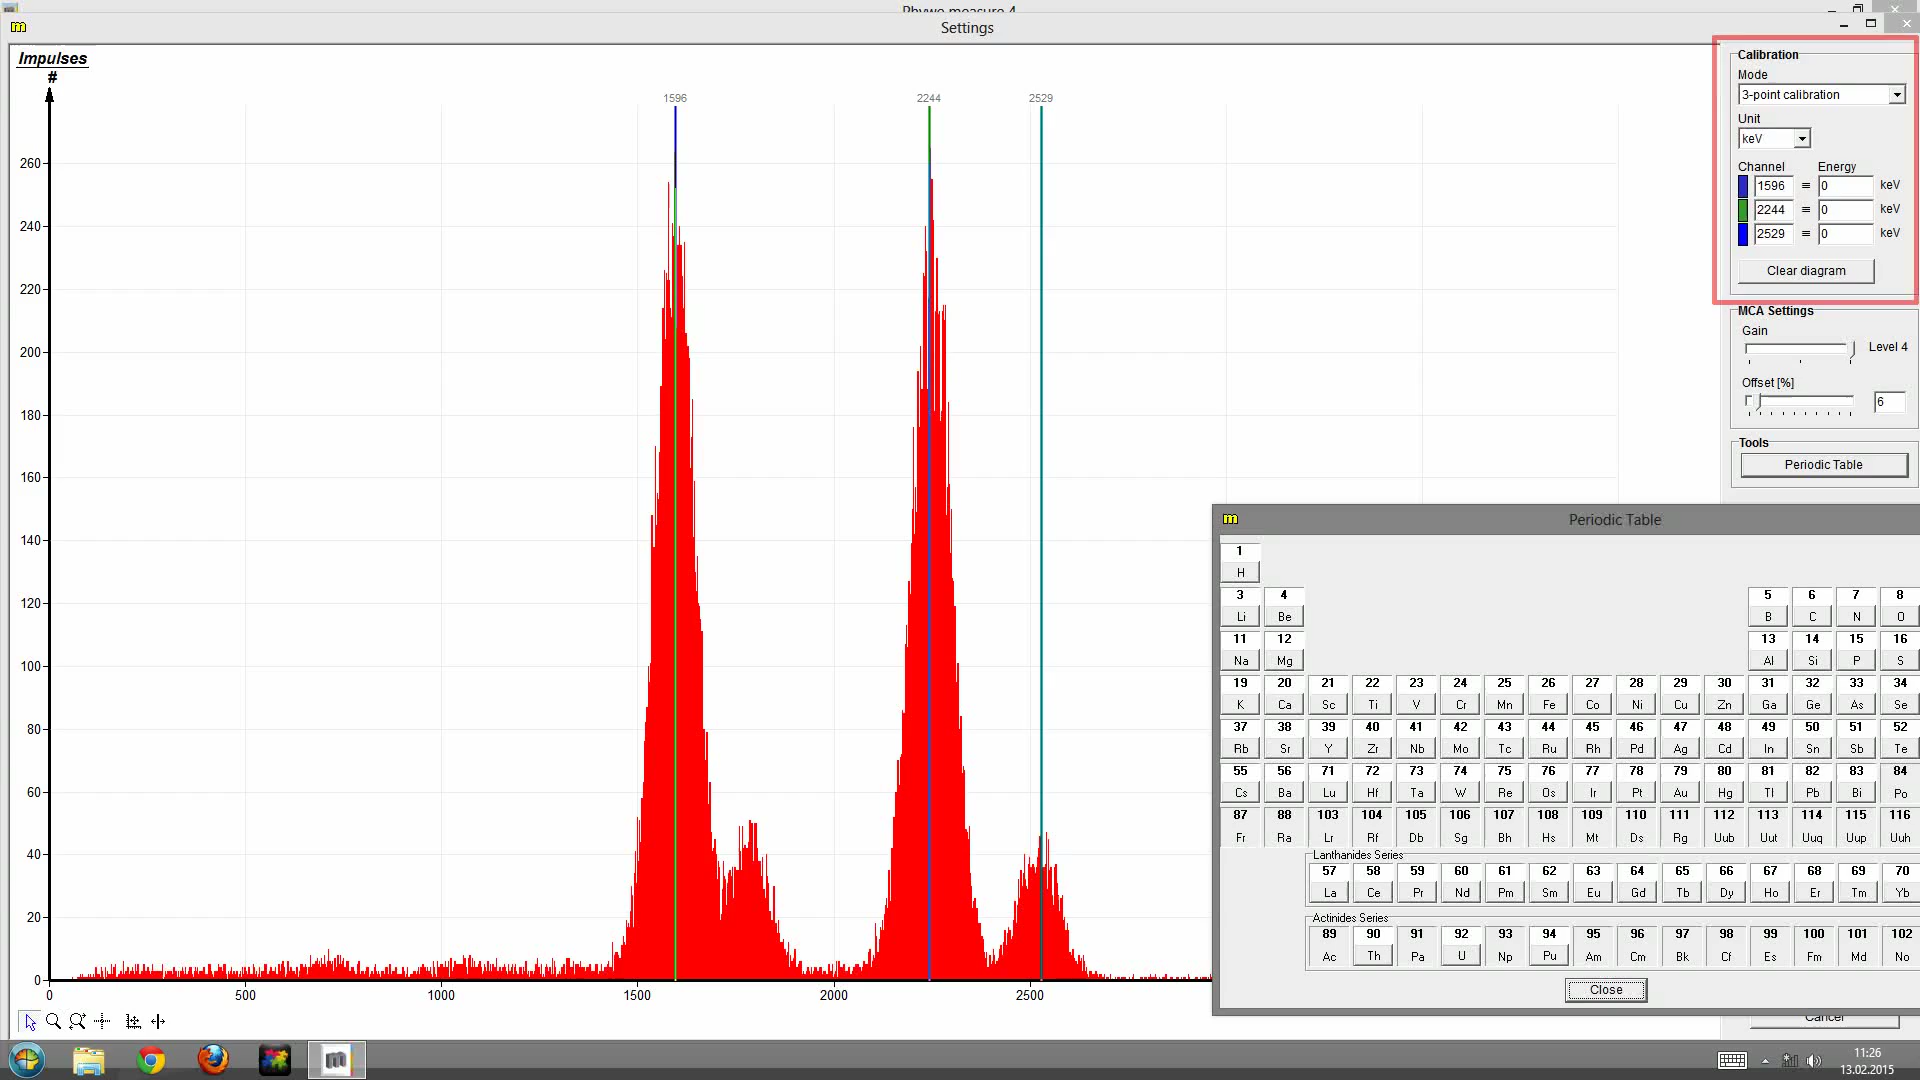 Phywe measure 4
Settings
Impulses
#
1596
2244
2529
260
240
220
200
180
160
140
120
100
80
60
40
20
0
0
500
1000
1500
2000
2500
Calibration
Mode
3-point calibration
Unit
keV
Channel Energy
1596 = 0 keV
2244 = 0 keV
2529 = 0 keV
Clear diagram
MCA Settings
Gain
Level 4
Offset [%]
6
Tools
Periodic Table
m Periodic Table
1
H
3 4 5 6 7 8
Li Be B C N O
11 12 13 14 15 16
Na Mg Al Si P S
19 20 21 22 23 24 25 26 27 28 29 30 31 32 33 34
K Ca Sc Ti V Cr Mn Fe Co Ni Cu Zn Ga Ge As Se
37 38 39 40 41 42 43 44 45 46 47 48 49 50 51 52
Rb Sr Y Zr Nb Mo Tc Ru Rh Pd Ag Cd In Sn Sb Te
55 56 71 72 73 74 75 76 77 78 79 80 81 82 83 84
Cs Ba Lu Hf Ta W Re Os Ir Pt Au Hg Tl Pb Bi Po
87 88 103 104 105 106 107 108 109 110 111 112 113 114 115 116
Fr Ra Lr Rf Db Sg Bh Hs Mt Ds Rg Uub Uut Uuq Uup Uuh
Lanthanides Series
57 58 59 60 61 62 63 64 65 66 67 68 69 70
La Ce Pr Nd Pm Sm Eu Gd Tb Dy Ho Er Tm Yb
Actinides Series
89 90 91 92 93 94 95 96 97 98 99 100 101 102
Ac Th Pa U Np Pu Am Cm Bk Cf Es Fm Md No
Close
Cancel
11:26
13.02.2015